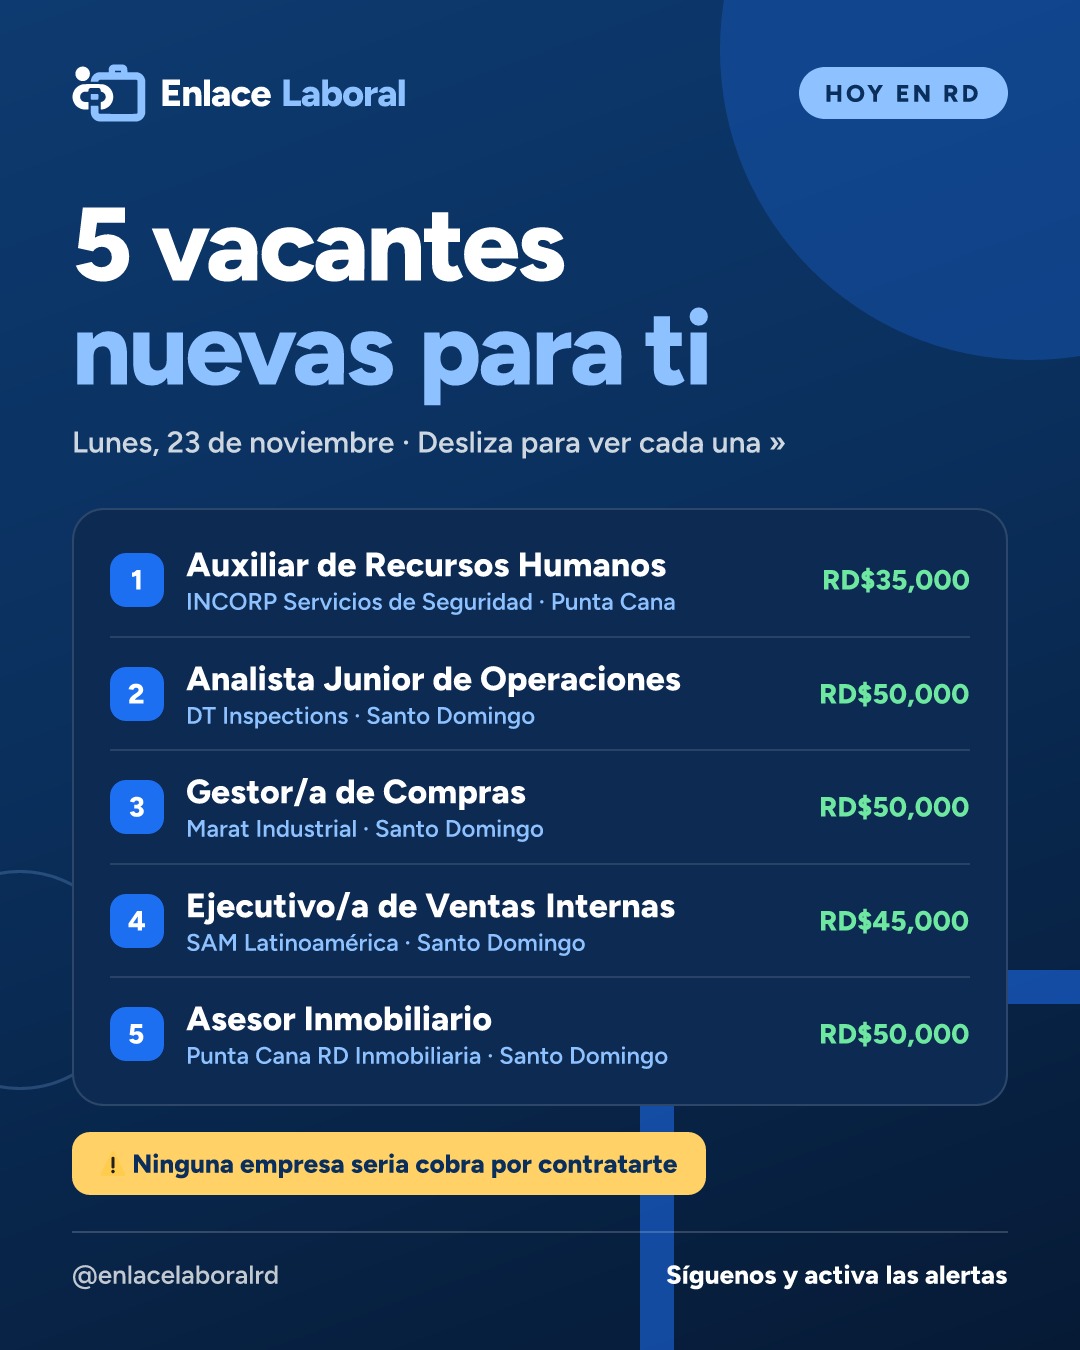 Enlace Laboral
HOY EN RD
5 vacantes
nuevas para ti
Lunes, 23 de noviembre · Desliza para ver cada una »
1
Auxiliar de Recursos Humanos
INCORP Servicios de Seguridad · Punta Cana
RD$35,000
2
Analista Junior de Operaciones
DT Inspections · Santo Domingo
RD$50,000
3
Gestor/a de Compras
Marat Industrial · Santo Domingo
RD$50,000
4
Ejecutivo/a de Ventas Internas
SAM Latinoamérica · Santo Domingo
RD$45,000
5
Asesor Inmobiliario
Punta Cana RD Inmobiliaria · Santo Domingo
RD$50,000
⚠️ Ninguna empresa seria cobra por contratarte
@enlacelaboralrd
Síguenos y activa las alertas